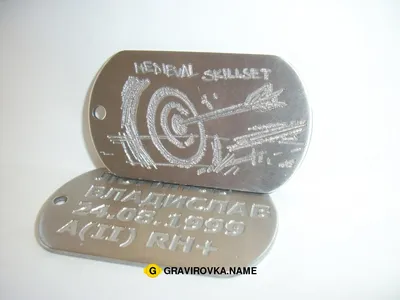 MEDIEVAL SKILLSET
ВЛАДИСЛАВ
24.08.1999
A(II) RH+
G GRAVIROVKA.NAME